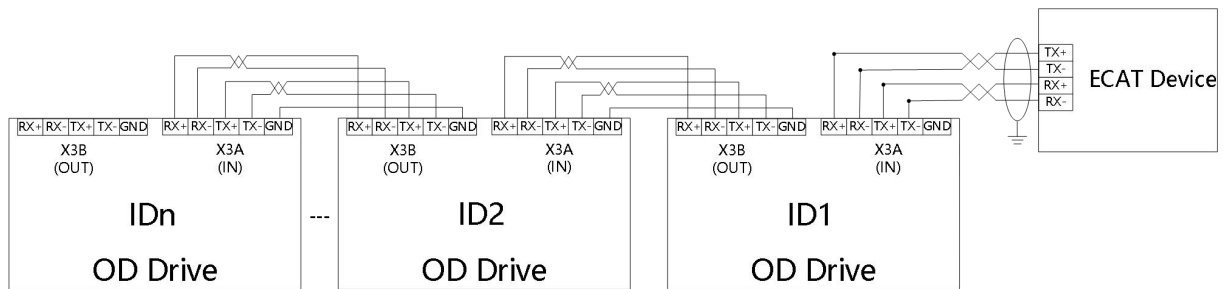 TX+
TX-
RX+
RX-
ECAT Device
RX+ RX- TX+ TX- GND
X3B
(OUT)
RX+ RX- TX+ TX- GND
X3A
(IN)
IDn
OD Drive
---
RX+ RX- TX+ TX- GND
X3B
(OUT)
RX+ RX- TX+ TX- GND
X3A
(IN)
ID2
OD Drive
RX+ RX- TX+ TX- GND
X3B
(OUT)
RX+ RX- TX+ TX- GND
X3A
(IN)
ID1
OD Drive